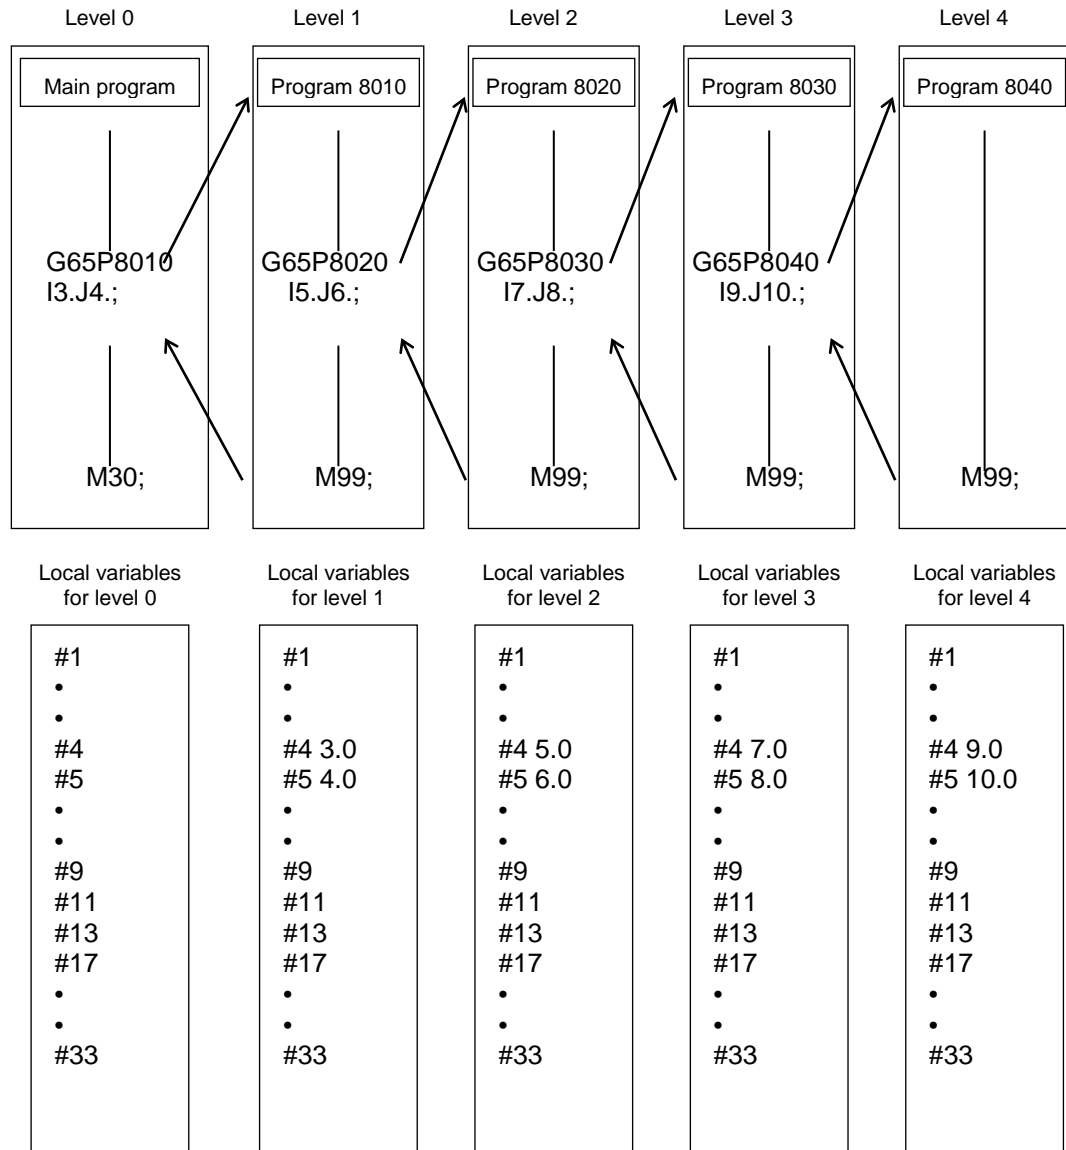 Level 0
Level 1
Level 2
Level 3
Level 4
Main program
Program 8010
Program 8020
Program 8030
Program 8040
G65P8010
I3.J4.;
G65P8020
I5.J6.;
G65P8030
I7.J8.;
G65P8040
I9.J10.;
M30;
M99;
M99;
M99;
M99;
Local variables
for level 0
Local variables
for level 1
Local variables
for level 2
Local variables
for level 3
Local variables
for level 4
#1
•
•
#4
#5
•
•
#9
#11
#13
#17
•
•
#33
#1
•
•
#4 3.0
#5 4.0
•
•
#9
#11
#13
#17
•
•
#33
#1
•
•
#4 5.0
#5 6.0
•
•
#9
#11
#13
#17
•
•
#33
#1
•
•
#4 7.0
#5 8.0
•
•
#9
#11
#13
#17
•
•
#33
#1
•
•
#4 9.0
#5 10.0
•
•
#9
#11
#13
#17
•
•
#33